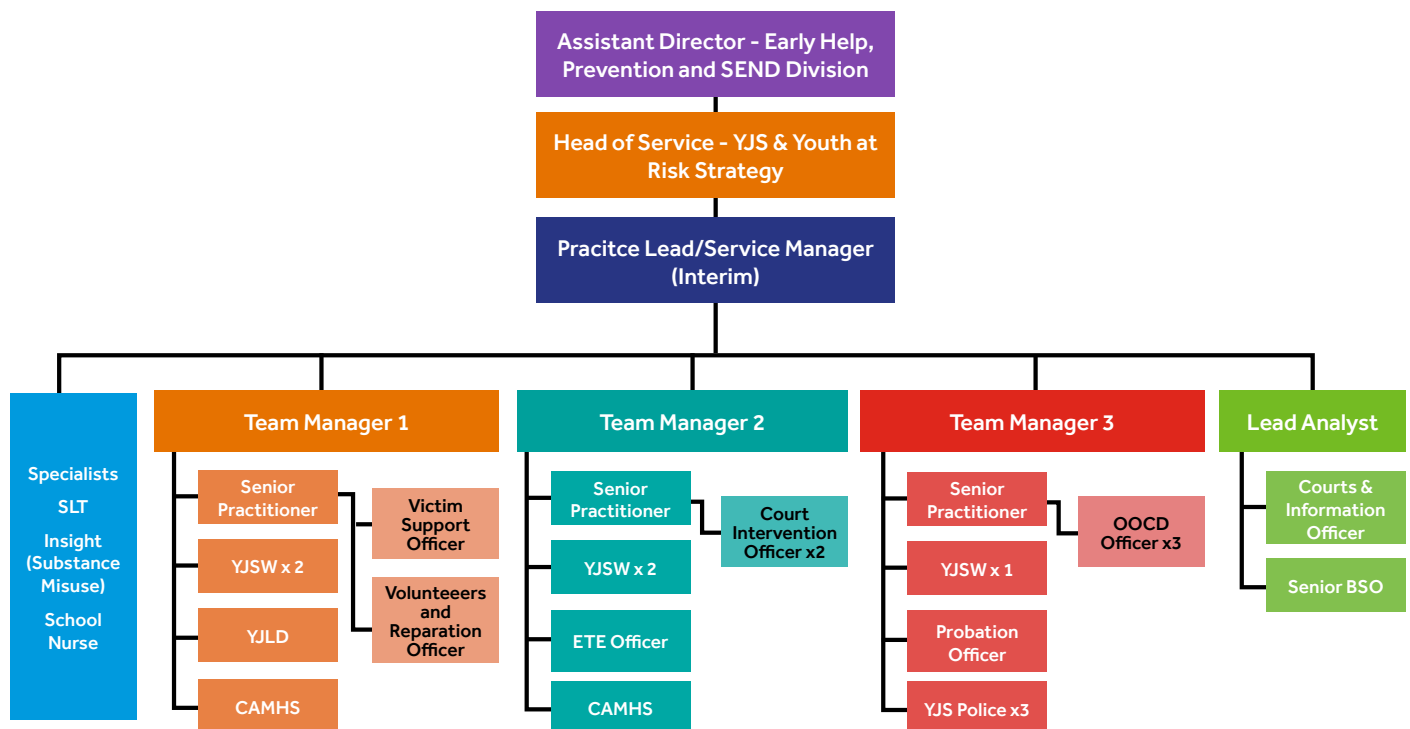 Assistant Director - Early Help,
Prevention and SEND Division
Head of Service - YJS & Youth at
Risk Strategy
Pracitce Lead/Service Manager
(Interim)
Specialists
SLT
Insight
(Substance
Misuse)
School
Nurse
Team Manager 1
Senior
Practitioner
Victim
Support
Officer
YJSW x 2
Volunteeers
and
Reparation
Officer
YJLD
CAMHS
Team Manager 2
Senior
Practitioner
Court
Intervention
Officer x2
YJSW x 2
ETE Officer
CAMHS
Team Manager 3
Senior
Practitioner
OOCD
Officer x3
YJSW x 1
Probation
Officer
YJS Police x3
Lead Analyst
Courts &
Information
Officer
Senior BSO